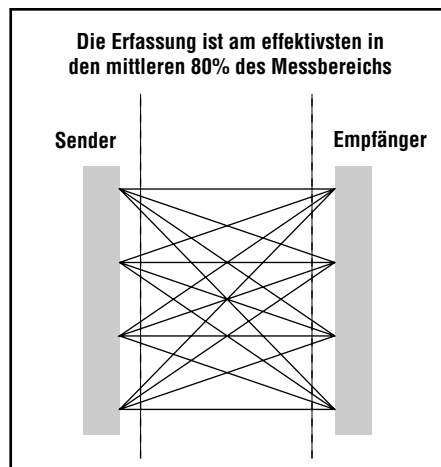 Die Erfassung ist am effektivsten in
den mittleren 80% des Messbereichs
Sender
Empfänger